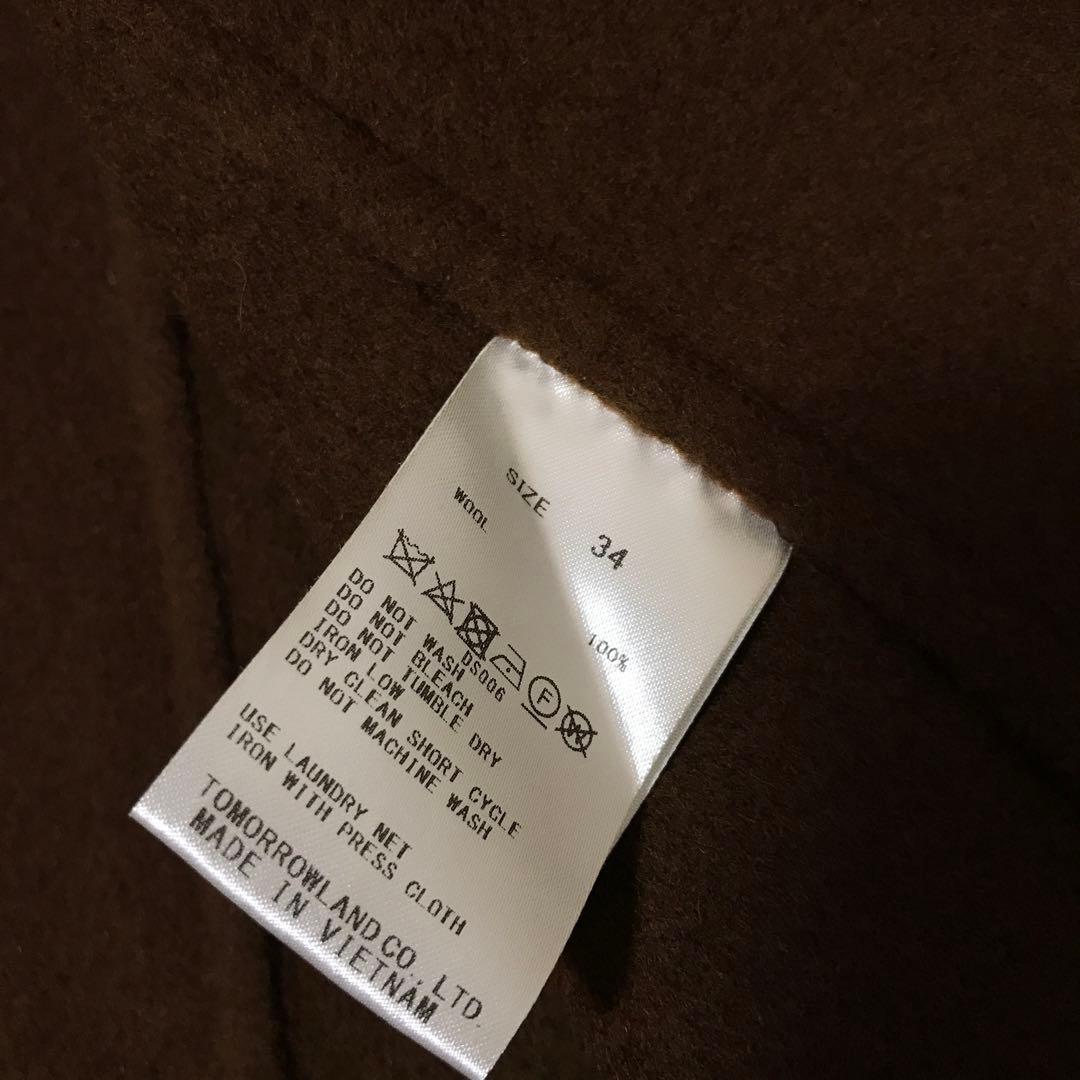 SIZE 34
WOOL 100%
F W
DS006
DO NOT WASH
DO NOT BLEACH
DO NOT TUMBLE DRY
IRON LOW
DRY CLEAN SHORT CYCLE
DO NOT MACHINE WASH
USE LAUNDRY NET
IRON WITH PRESS CLOTH
TOMORROWLAND CO., LTD.
MADE IN VIETNAM